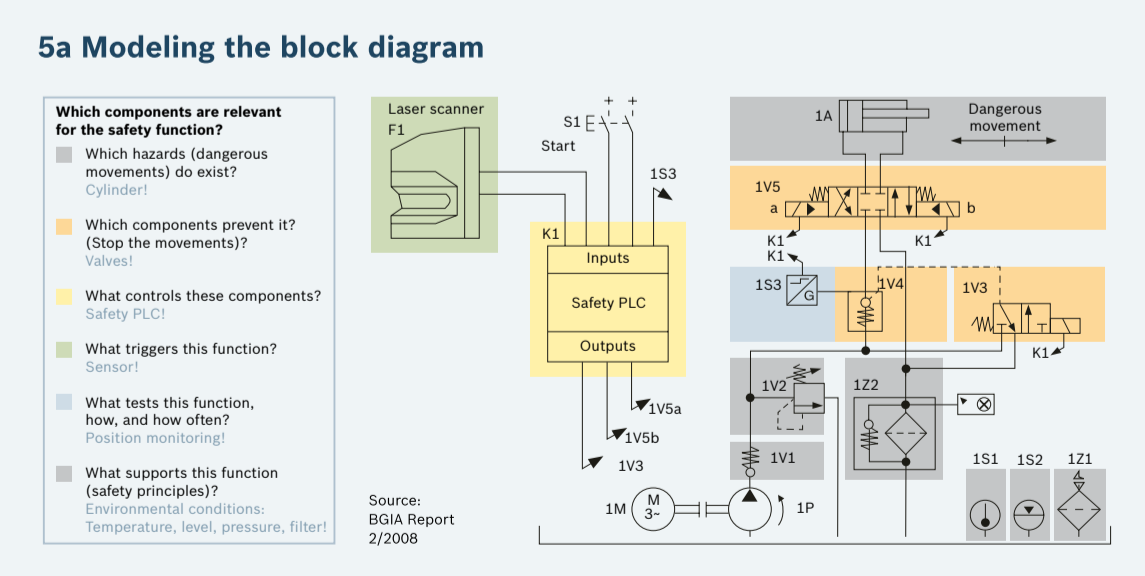 5a Modeling the block diagram
Which components are relevant
for the safety function?
Which hazards (dangerous
movements) do exist?
Cylinder!
Which components prevent it?
(Stop the movements)?
Valves!
What controls these components?
Safety PLC!
What triggers this function?
Sensor!
What tests this function,
how, and how often?
Position monitoring!
What supports this function
(safety principles)?
Environmental conditions:
Temperature, level, pressure, filter!
Laser scanner
F1
+ +
S1
Start
1S3
K1
Inputs
Safety PLC
Outputs
1V5a
1V5b
1V3
Source:
BGIA Report
2/2008
1A
Dangerous
movement
1V5
a
b
K1
K1
K1
1S3
G
1V4
1V3
K1
1V2
1Z2
1V1
1M
M
3~
1P
1S1
1S2
1Z1